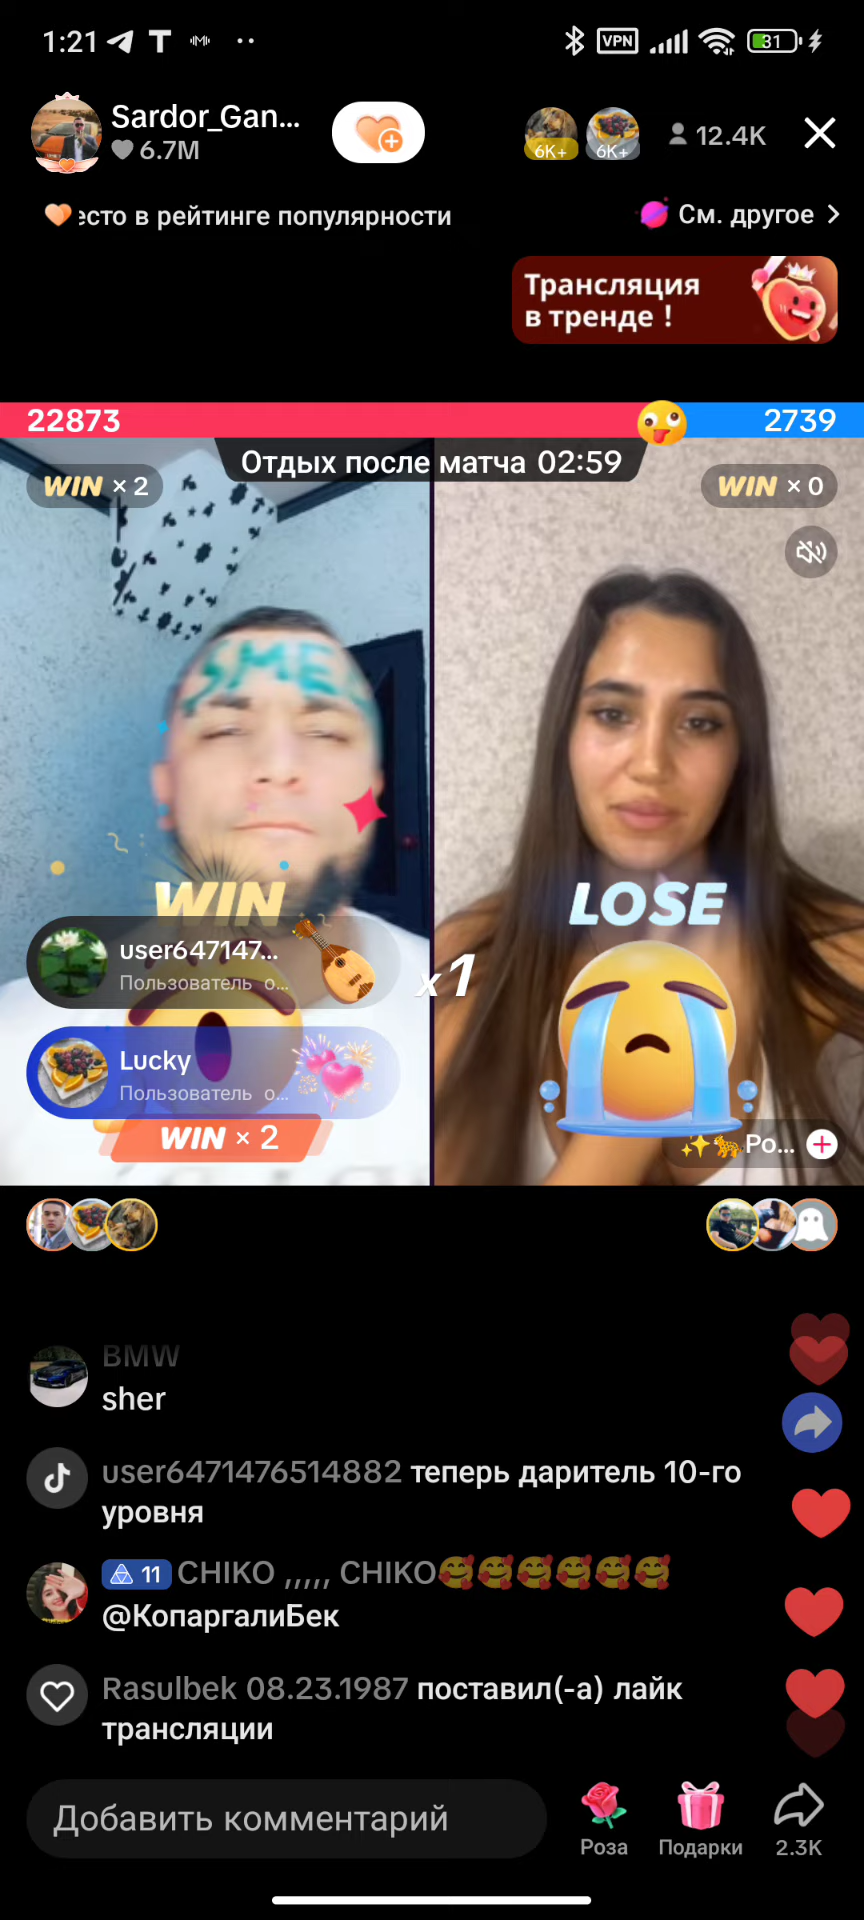 1:21
VPN
31
Sardor_Gan...
6.7M
6K+
6K+
12.4K
есто в рейтинге популярности
См. другое
Трансляция
в тренде !
22873
2739
Отдых после матча 02:59
WIN × 2
WIN × 0
SME
WIN
LOSE
user647147...
Пользователь о...
x1
Lucky
Пользователь о...
WIN × 2
Ро...
BMW
sher
user6471476514882 теперь даритель 10-го
уровня
11 CHIKO ,,,,, CHIKO🥰🥰🥰🥰🥰🥰
@КопаргалиБек
Rasulbek 08.23.1987 поставил(-а) лайк
трансляции
Добавить комментарий
Роза
Подарки
2.3K